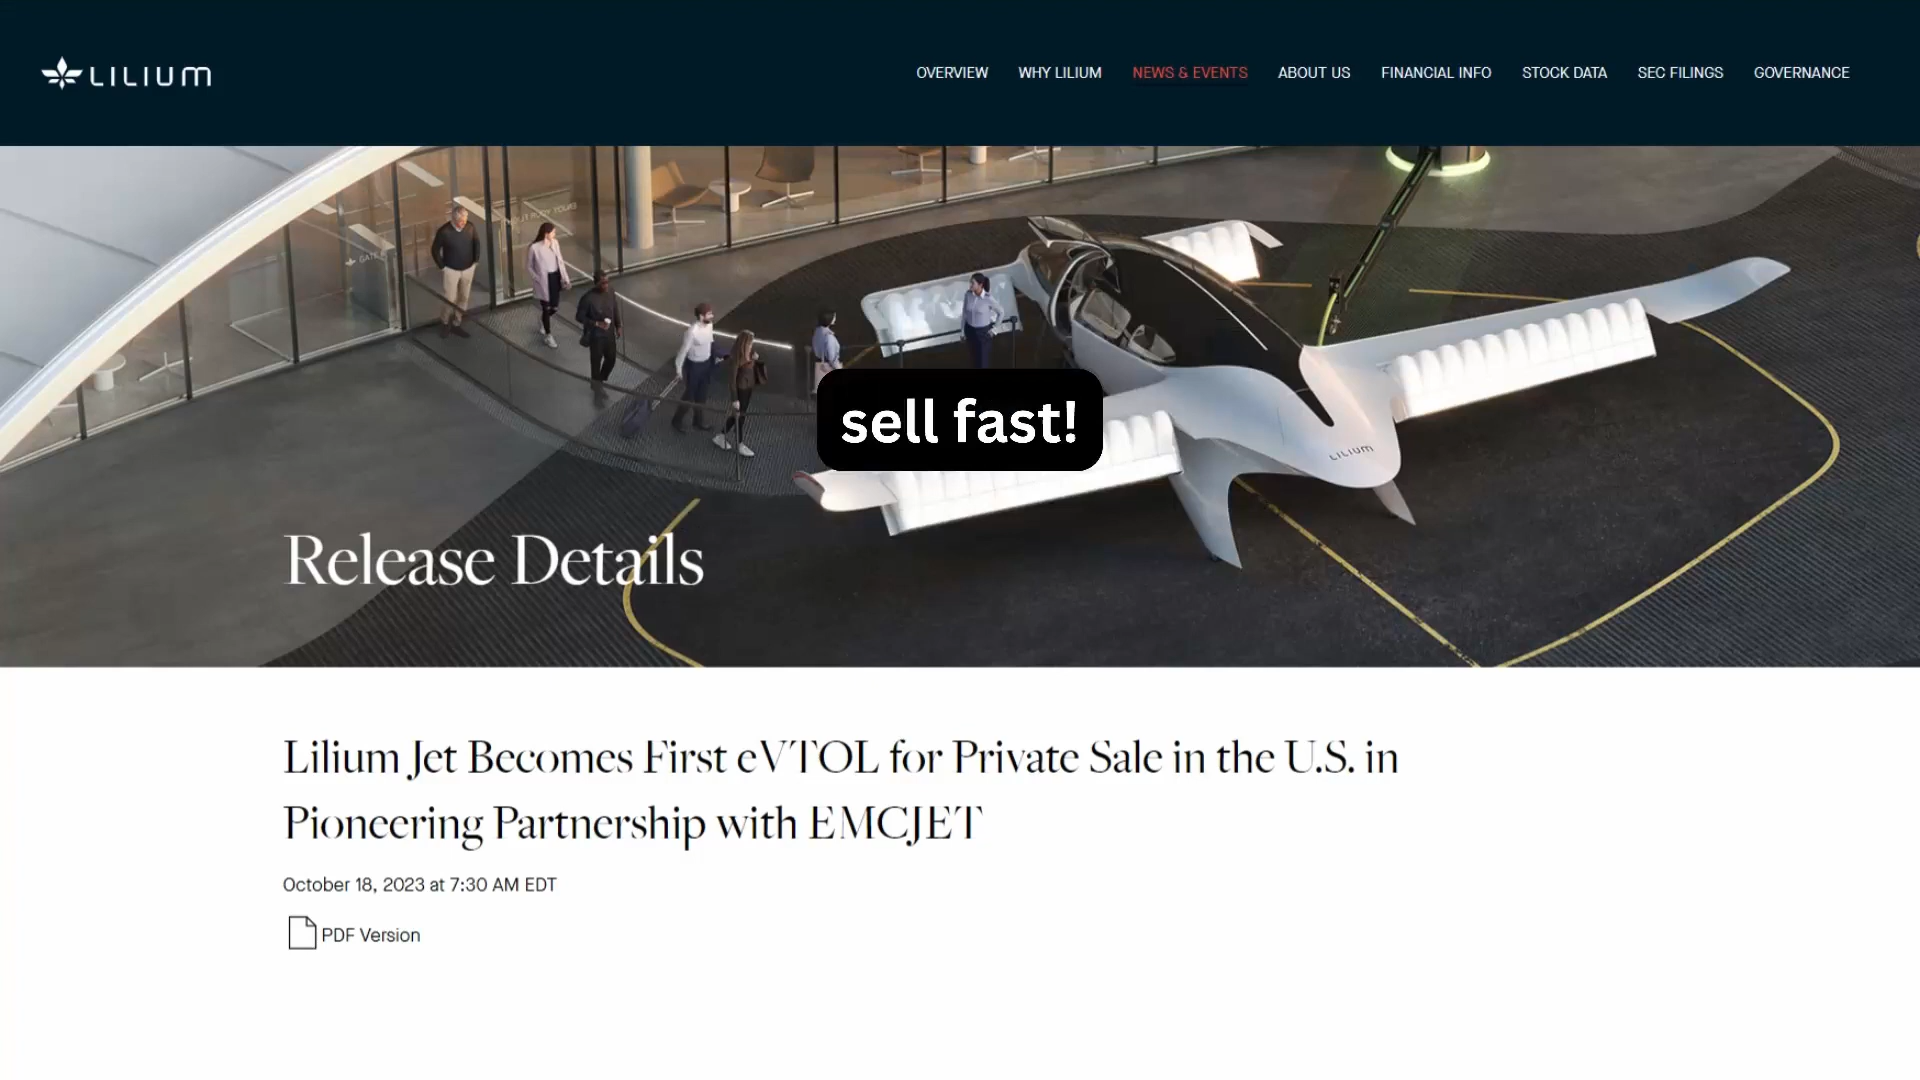 LILIUM
OVERVIEW WHY LILIUM NEWS & EVENTS ABOUT US FINANCIAL INFO STOCK DATA SEC FILINGS GOVERNANCE
GATE
sell fast!
LILIUM
Release Details
Lilium Jet Becomes First eVTOL for Private Sale in the U.S. in
Pioneering Partnership with EMCJET
October 18, 2023 at 7:30 AM EDT
PDF Version